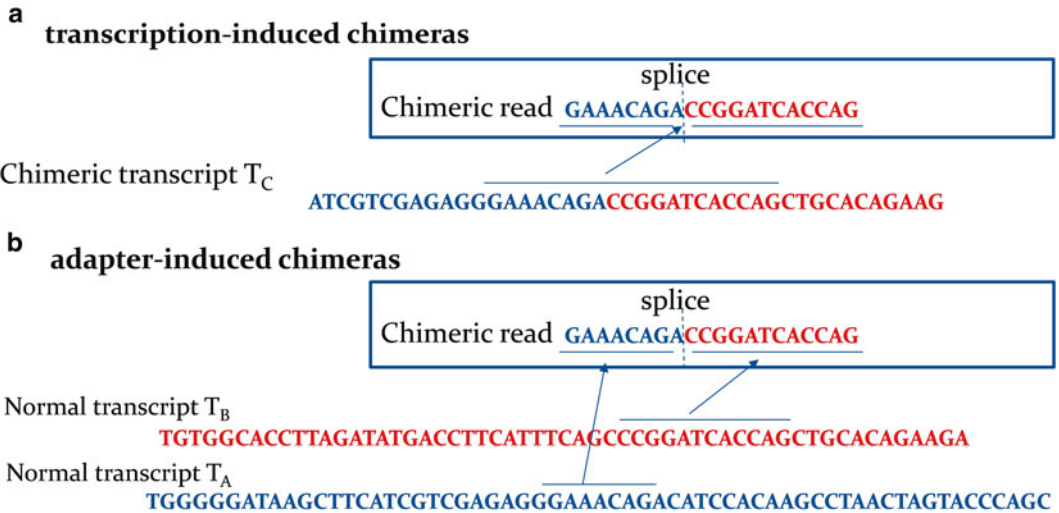 a
transcription-induced chimeras
splice
Chimeric read GAAACAGACCGGATCACCAG
Chimeric transcript TC
ATCGTCGAGAGGGAAACAGACCGGATCACCAGCTGCACAGAAG
b
adapter-induced chimeras
splice
Chimeric read GAAACAGACCGGATCACCAG
Normal transcript TB
TGTGGCACCTTAGATATGACCTTCATTTCAGCCCGGATCACCAGCTGCACAGAAGA
Normal transcript TA
TGGGGGATAAGCTTCATCGTCGAGAGGGAAACAGACATCCACAAGCCTAACTAGTACCCAGC